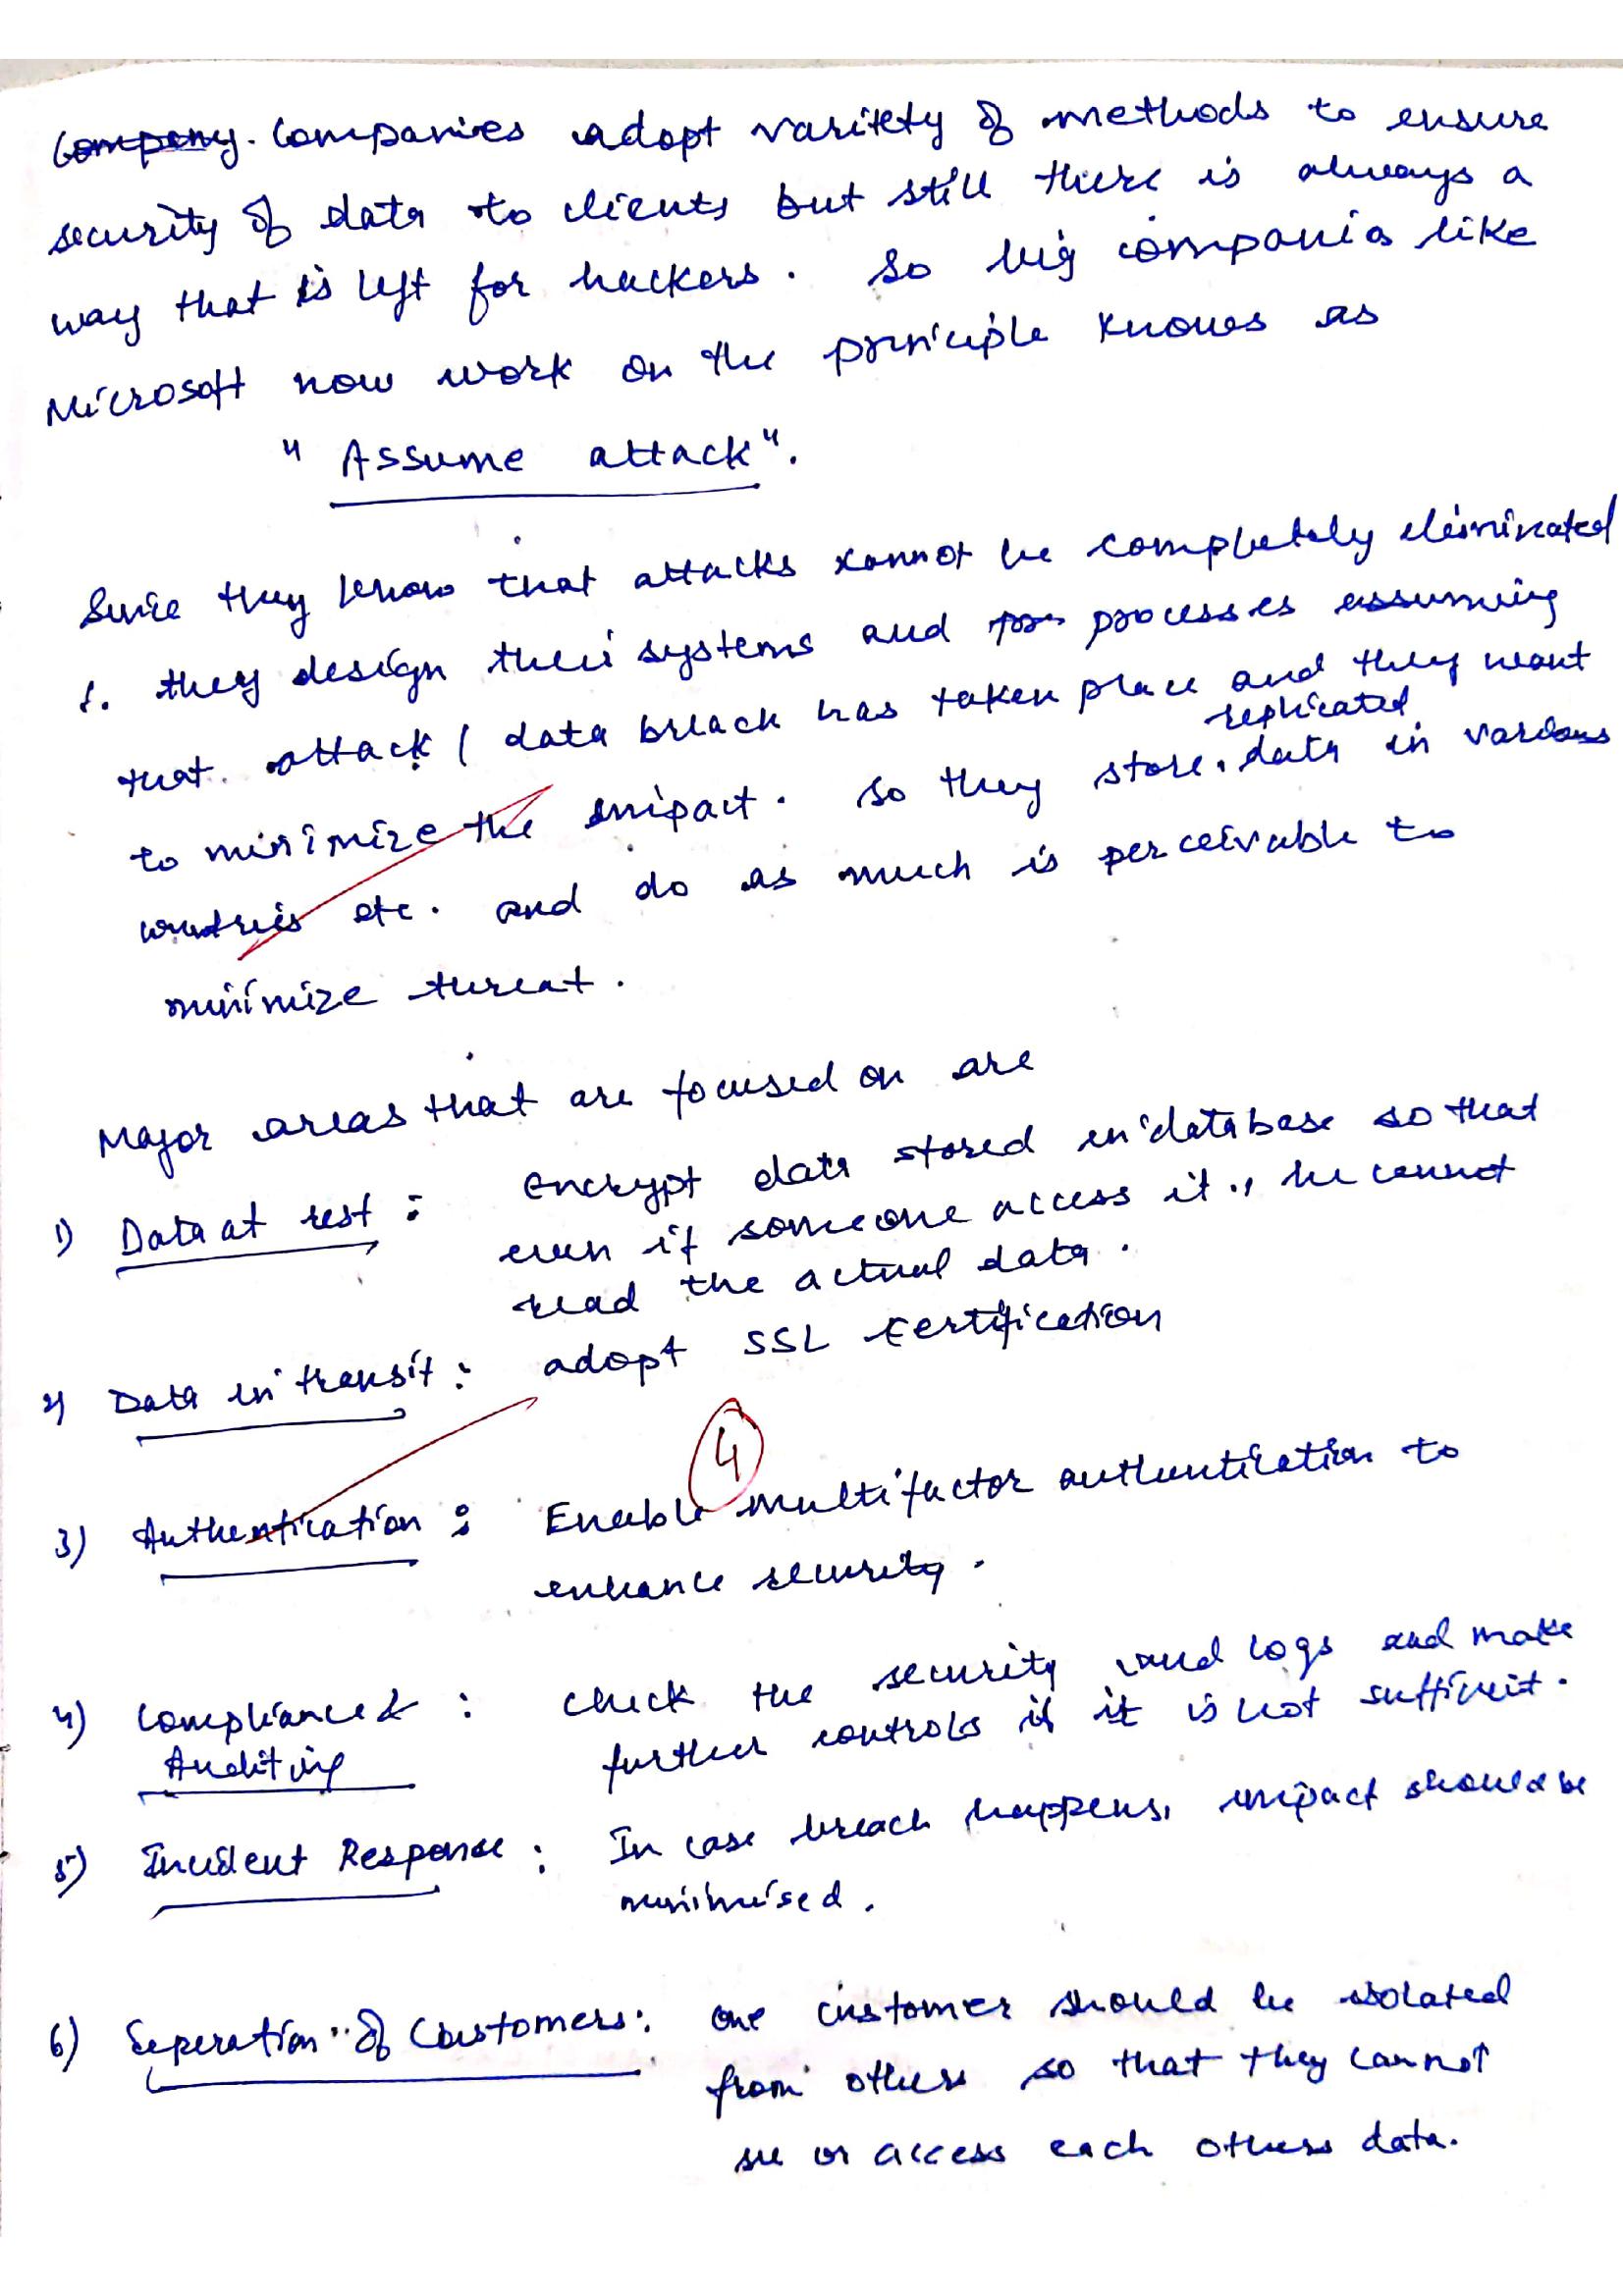 Company. Companies adopt varitety of methods to ensure
security of data to clients but still there is always a
way that is left for hackers. So big companies like
Microsoft now work on the principle knows as
"Assume attack".
Since they know that attacks cannot be completely eliminated
they design their systems and processes assuming
that attack / data breack has taken place and they want
replicated
to minimize the impact. So they store data in various
countries etc. and do as much is perceivable to
minimize threat.
Major areas that are focused on are
1) Data at rest : encrypt data stored in database so that
even if someone access it, he cannot
read the actual data.
2) Data in transit : adopt SSL certification
4
3) Authentication : Enable multifactor authentication to
enhance security.
4) Compliance & : check the security and logs and make
Auditing further controls if it is not sufficient.
5) Incident Response : In case breach happens, impact should be
minimised.
6) Seperation of Customers : one customer should be isolated
from others so that they cannot
see or access each others data.